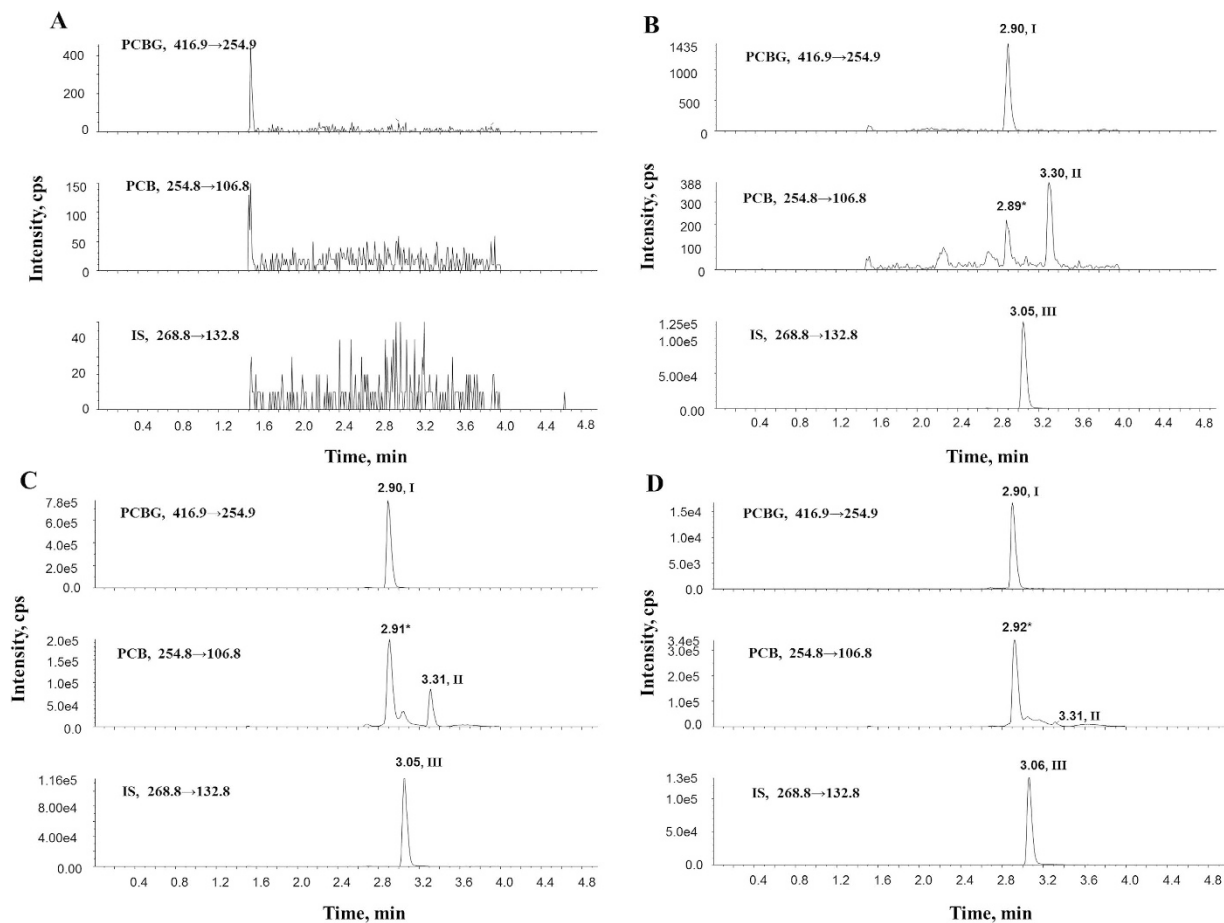 A
PCBG, 416.9→254.9
400
200
0
PCB, 254.8→106.8
150
100
50
0
IS, 268.8→132.8
40
20
0
Intensity, cps
0.4 1.2 2.0 2.8 3.6 4.4 4.8
0.4 1.6 2.0 2.4 2.8 3.2 3.6 4.0 4.4 4.8
Time, min
B
2.90, I
PCBG, 416.9→254.9
1435
1000
500
0
3.30, II
2.89*
PCB, 254.8→106.8
388
300
200
100
0
3.05, III
IS, 268.8→132.8
1.25e5
1.00e5
5.00e4
0.00
Intensity, cps
0.4 0.8 1.2 1.6 2.0 2.4 2.8 3.2 3.6 4.0 4.4 4.8
Time, min
C
2.90, I
PCBG, 416.9→254.9
7.8e5
6.0e5
4.0e5
2.0e5
0.0
2.91*
3.31, II
PCB, 254.8→106.8
2.0e5
1.5e5
1.0e5
5.0e4
0.0
3.05, III
IS, 268.8→132.8
1.16e5
8.00e4
4.00e4
0.00
Intensity, cps
0.4 0.8 1.2 1.6 2.0 2.4 2.8 3.2 3.6 4.0 4.4 4.8
Time, min
D
2.90, I
PCBG, 416.9→254.9
1.5e4
1.0e4
5.0e3
0.0
2.92*
3.31, II
PCB, 254.8→106.8
3.4e5
3.0e5
2.0e5
1.0e5
0.0
3.06, III
IS, 268.8→132.8
1.3e5
1.0e5
5.0e4
0.0
Intensity, cps
0.4 0.8 1.2 1.6 2.0 2.4 2.8 3.2 3.6 4.0 4.4 4.8
Time, min